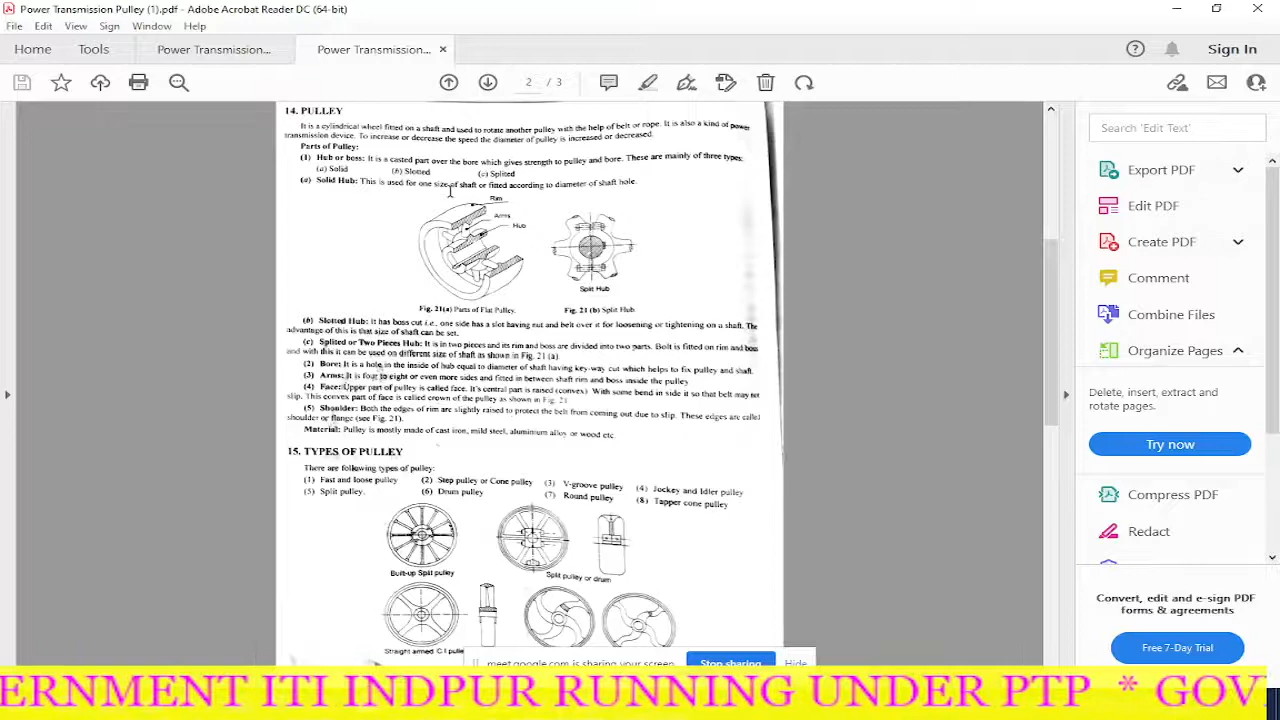 Power Transmission Pulley (1).pdf - Adobe Acrobat Reader DC (64-bit)
File Edit View Sign Window Help
Home Tools Power Transmission... Power Transmission... × Sign In
2 / 3
14. PULLEY
It is a cylindrical wheel fitted on a shaft and used to rotate another pulley with the help of belt or rope. It is also a kind of power
transmission device. To increase or decrease the speed the diameter of pulley is increased or decreased.
Parts of Pulley:
(1) Hub or boss: It is a casted part over the bore which gives strength to pulley and bore. These are mainly of three types:
(a) Solid (b) Slotted (c) Splited
(a) Solid Hub: This is used for one size of shaft or fitted according to diameter of shaft hole.
Rim
Arms
Hub
Split Hub
Fig. 21(a) Parts of Flat Pulley. Fig. 21 (b) Split Hub.
(b) Slotted Hub: It has boss cut i.e., one side has a slot having nut and belt over it for loosening or tightening on a shaft. The
advantage of this is that size of shaft can be set.
(c) Splited or Two Pieces Hub: It is in two pieces and its rim and boss are divided into two parts. Bolt is fitted on rim and boss
and with this it can be used on different size of shaft as shown in Fig. 21 (a).
(2) Bore: It is a hole in the inside of hub equal to diameter of shaft having key-way cut which helps to fix pulley and shaft.
(3) Arms: It is four to eight or even more sides and fitted in between shaft rim and boss inside the pulley
(4) Face: Upper part of pulley is called face. It's central part is raised (convex) With some bend in side it so that belt may not
slip. This convex part of face is called crown of the pulley as shown in Fig. 21
(5) Shoulder: Both the edges of rim are slightly raised to protect the belt from coming out due to slip. These edges are called
shoulder or flange (see Fig. 21).
Material: Pulley is mostly made of cast iron, mild steel, aluminium alloy or wood etc.
15. TYPES OF PULLEY
There are following types of pulley:
(1) Fast and loose pulley (2) Step pulley or Cone pulley (3) V-groove pulley (4) Jockey and Idler pulley
(5) Split pulley. (6) Drum pulley (7) Round pulley (8) Tapper cone pulley
Built-up Split pulley Split pulley or drum
Straight armed C.I pulle
meet.google.com is sharing your screen. Stop sharing Hide
Search 'Edit Text'
Export PDF
Edit PDF
Create PDF
Comment
Combine Files
Organize Pages
Delete, insert, extract and
rotate pages.
Try now
Compress PDF
Redact
Convert, edit and e-sign PDF
forms & agreements
Free 7-Day Trial
ERNMENT ITI INDPUR RUNNING UNDER PTP * GOV